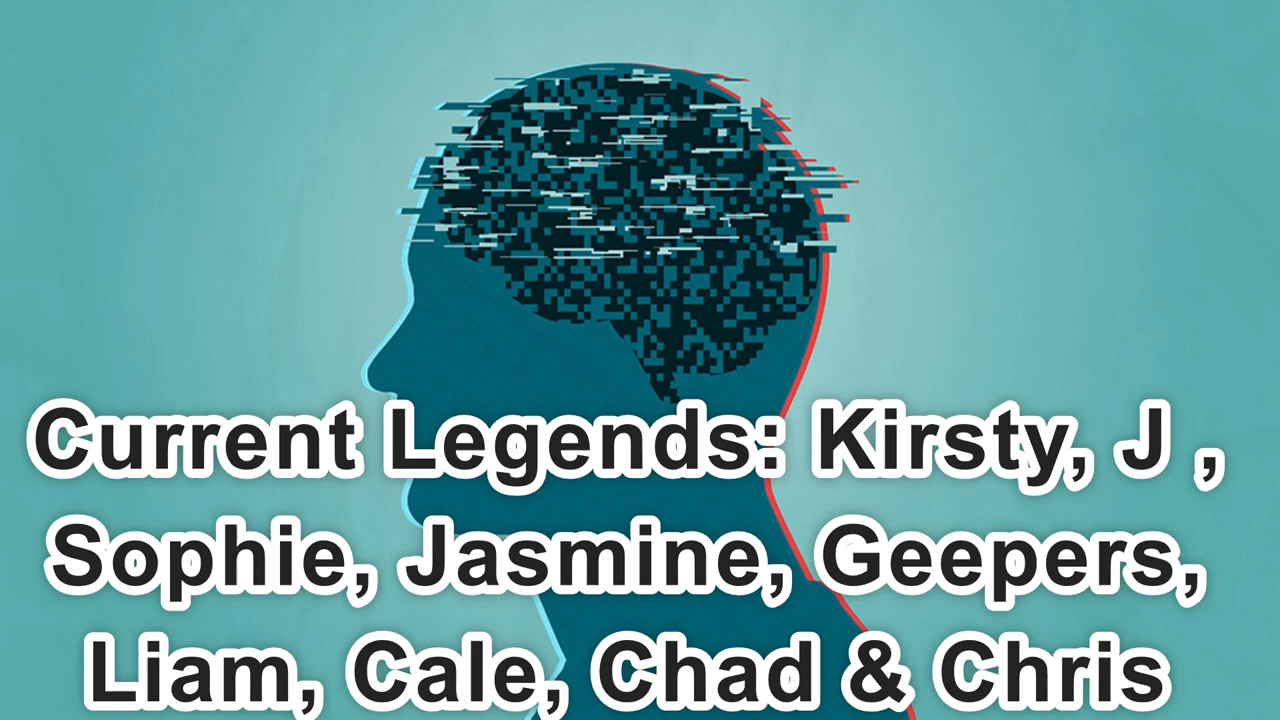 Current Legends: Kirsty, J ,
Sophie, Jasmine, Geepers,
Liam, Cale, Chad & Chris